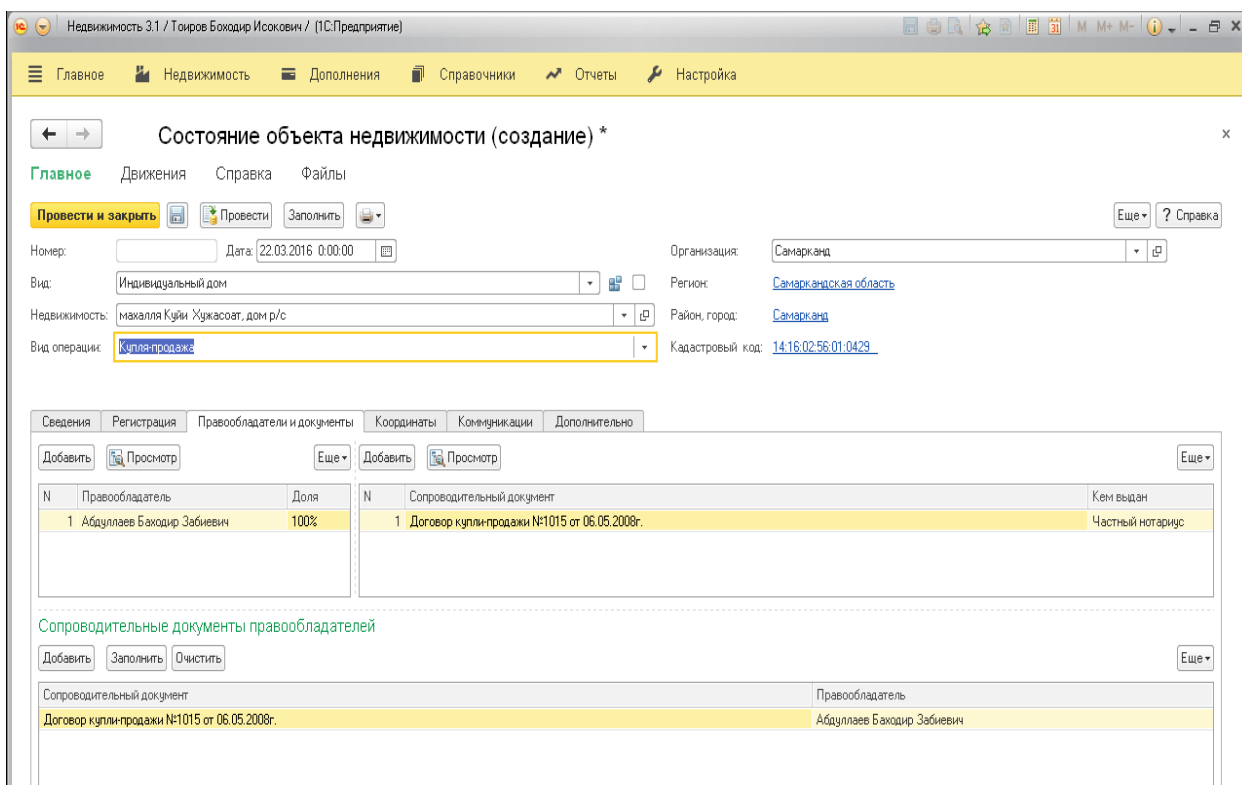 Недвижимость 3.1 / Тоиров Боходир Исокович / (1С:Предприятие)
M M+ M-
Главное Недвижимость Дополнения Справочники Отчеты Настройка
Состояние объекта недвижимости (создание) *
Главное Движения Справка Файлы
Провести и закрыть Провести Заполнить Еще ? Справка
Номер: Дата: 22.03.2016 0:00:00 Организация: Самарканд
Вид: Индивидуальный дом Регион: Самаркандская область
Недвижимость: махалля Куйи Хужасоат, дом р/с Район, город: Самарканд
Вид операции: Купля-продажа Кадастровый код: 14:16:02:56:01:0429
Сведения Регистрация Правообладатели и документы Координаты Коммуникации Дополнительно
Добавить Просмотр Еще Добавить Просмотр Еще
N Правообладатель Доля N Сопроводительный документ Кем выдан
1 Абдуллаев Баходир Забиевич 100% 1 Договор купли-продажи №1015 от 06.05.2008г. Частный нотариус
Сопроводительные документы правообладателей
Добавить Заполнить Очистить Еще
Сопроводительный документ Правообладатель
Договор купли-продажи №1015 от 06.05.2008г. Абдуллаев Баходир Забиевич